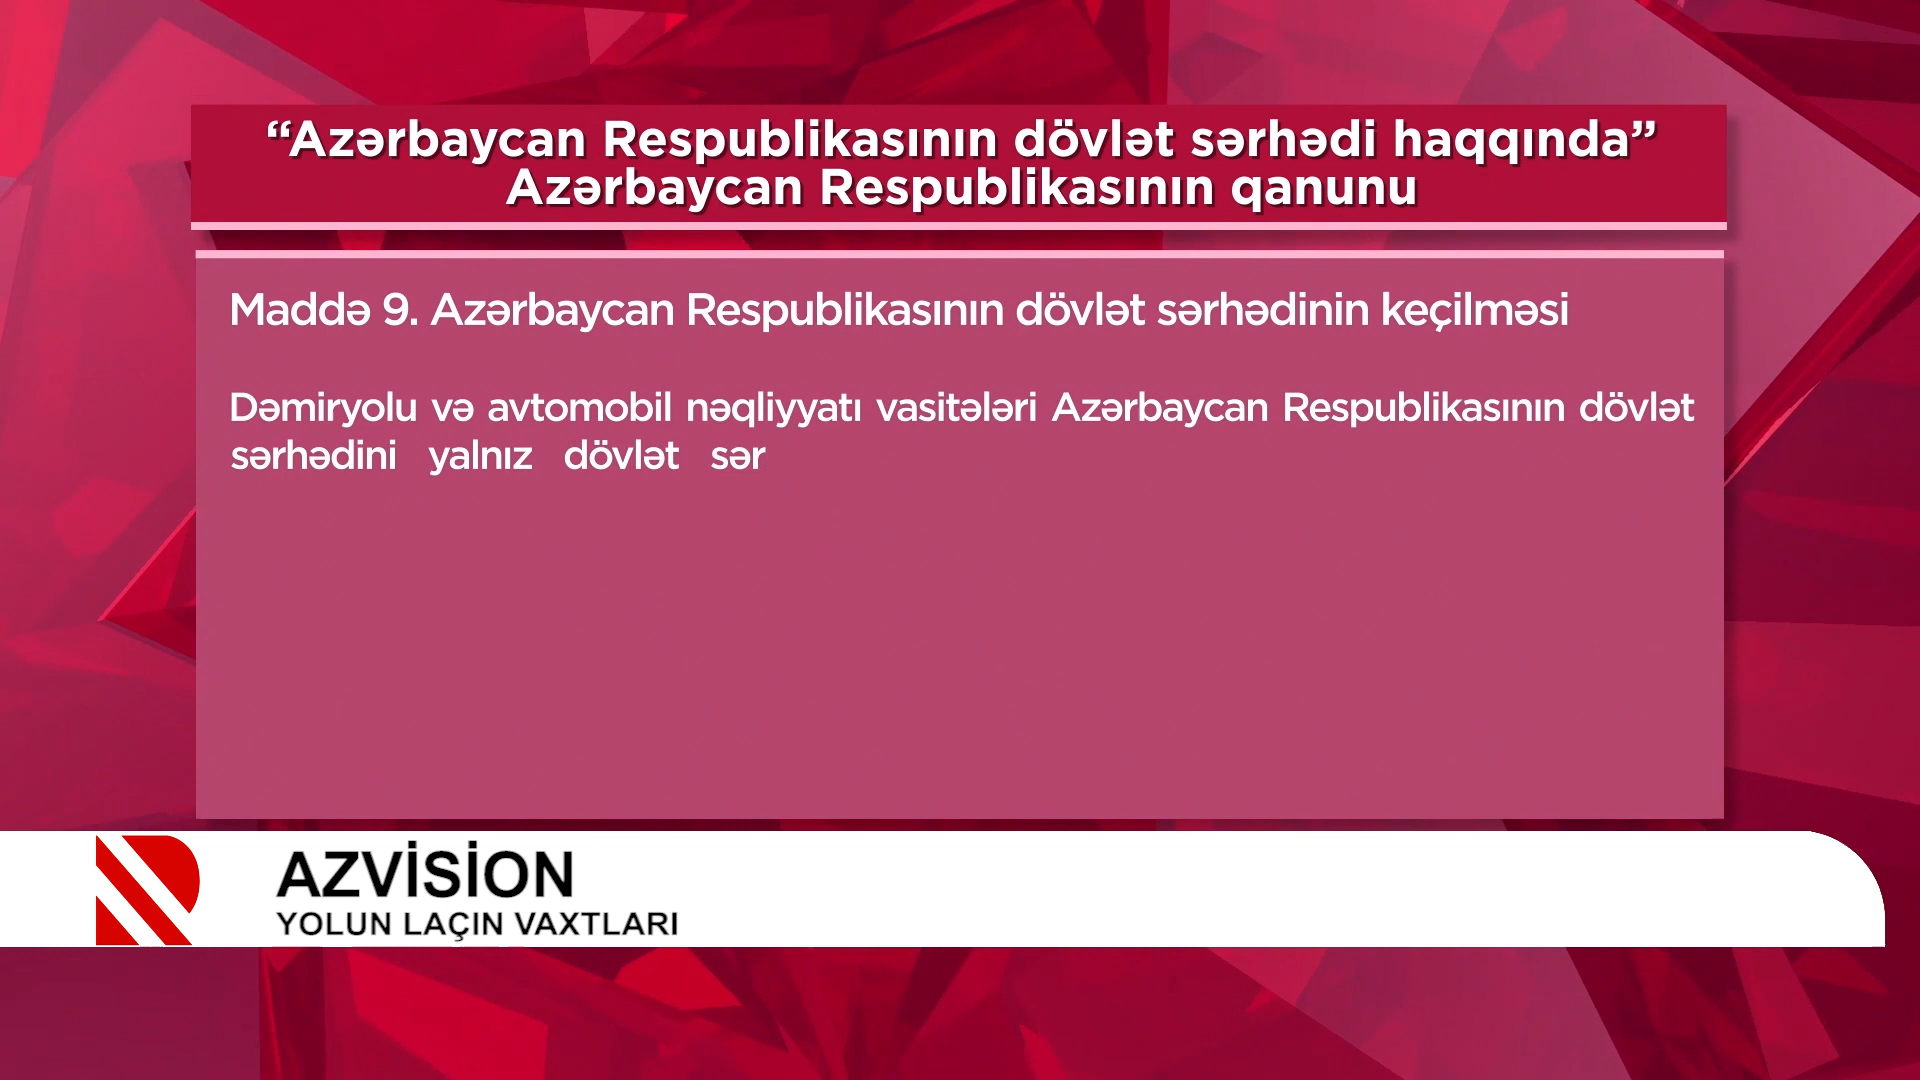 “Azərbaycan Respublikasının dövlət sərhədi haqqında”
Azərbaycan Respublikasının qanunu
Maddə 9. Azərbaycan Respublikasının dövlət sərhədinin keçilməsi
Dəmiryolu və avtomobil nəqliyyatı vasitələri Azərbaycan Respublikasının dövlət
sərhədini yalnız dövlət sər
AZVİSİON
YOLUN LAÇIN VAXTLARI